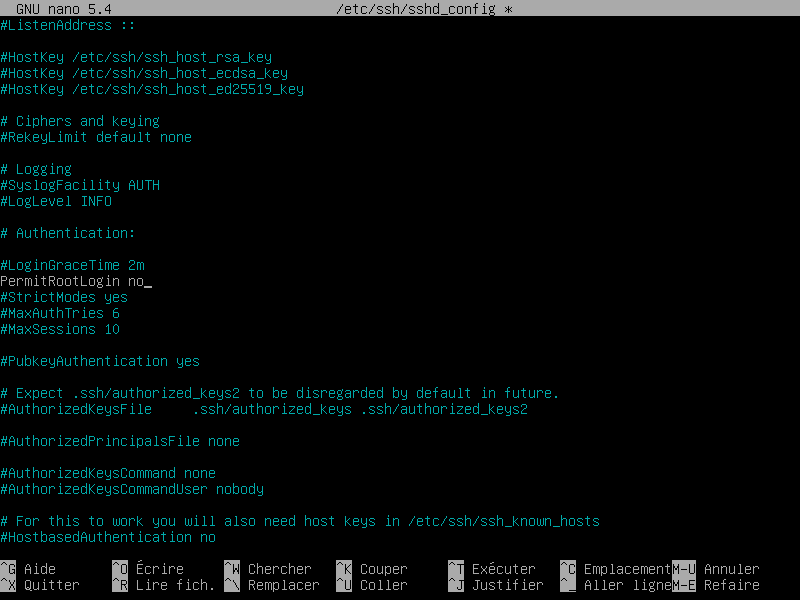 GNU nano 5.4 /etc/ssh/sshd_config *
#ListenAddress ::
#HostKey /etc/ssh/ssh_host_rsa_key
#HostKey /etc/ssh/ssh_host_ecdsa_key
#HostKey /etc/ssh/ssh_host_ed25519_key
# Ciphers and keying
#RekeyLimit default none
# Logging
#SyslogFacility AUTH
#LogLevel INFO
# Authentication:
#LoginGraceTime 2m
PermitRootLogin no_
#StrictModes yes
#MaxAuthTries 6
#MaxSessions 10
#PubkeyAuthentication yes
# Expect .ssh/authorized_keys2 to be disregarded by default in future.
#AuthorizedKeysFile .ssh/authorized_keys .ssh/authorized_keys2
#AuthorizedPrincipalsFile none
#AuthorizedKeysCommand none
#AuthorizedKeysCommandUser nobody
# For this to work you will also need host keys in /etc/ssh/ssh_known_hosts
#HostbasedAuthentication no
^G Aide ^O Écrire ^W Chercher ^K Couper ^T Exécuter ^C Emplacement M-U Annuler
^X Quitter ^R Lire fich. ^\ Remplacer ^U Coller ^J Justifier ^_ Aller ligne M-E Refaire